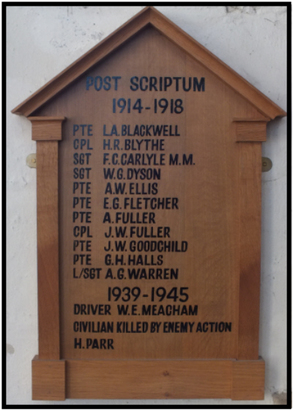 POST SCRIPTUM
1914-1918
PTE L.A. BLACKWELL
CPL H.R. BLYTHE
SGT F.C. CARLYLE M.M.
SGT W.G. DYSON
PTE A.W. ELLIS
PTE E.G. FLETCHER
PTE A. FULLER
CPL J.W. FULLER
PTE J.W. GOODCHILD
PTE G.H. HALLS
L/SGT A.G. WARREN
1939-1945
DRIVER W.E. MEACHAM
CIVILIAN KILLED BY ENEMY ACTION
H. PARR